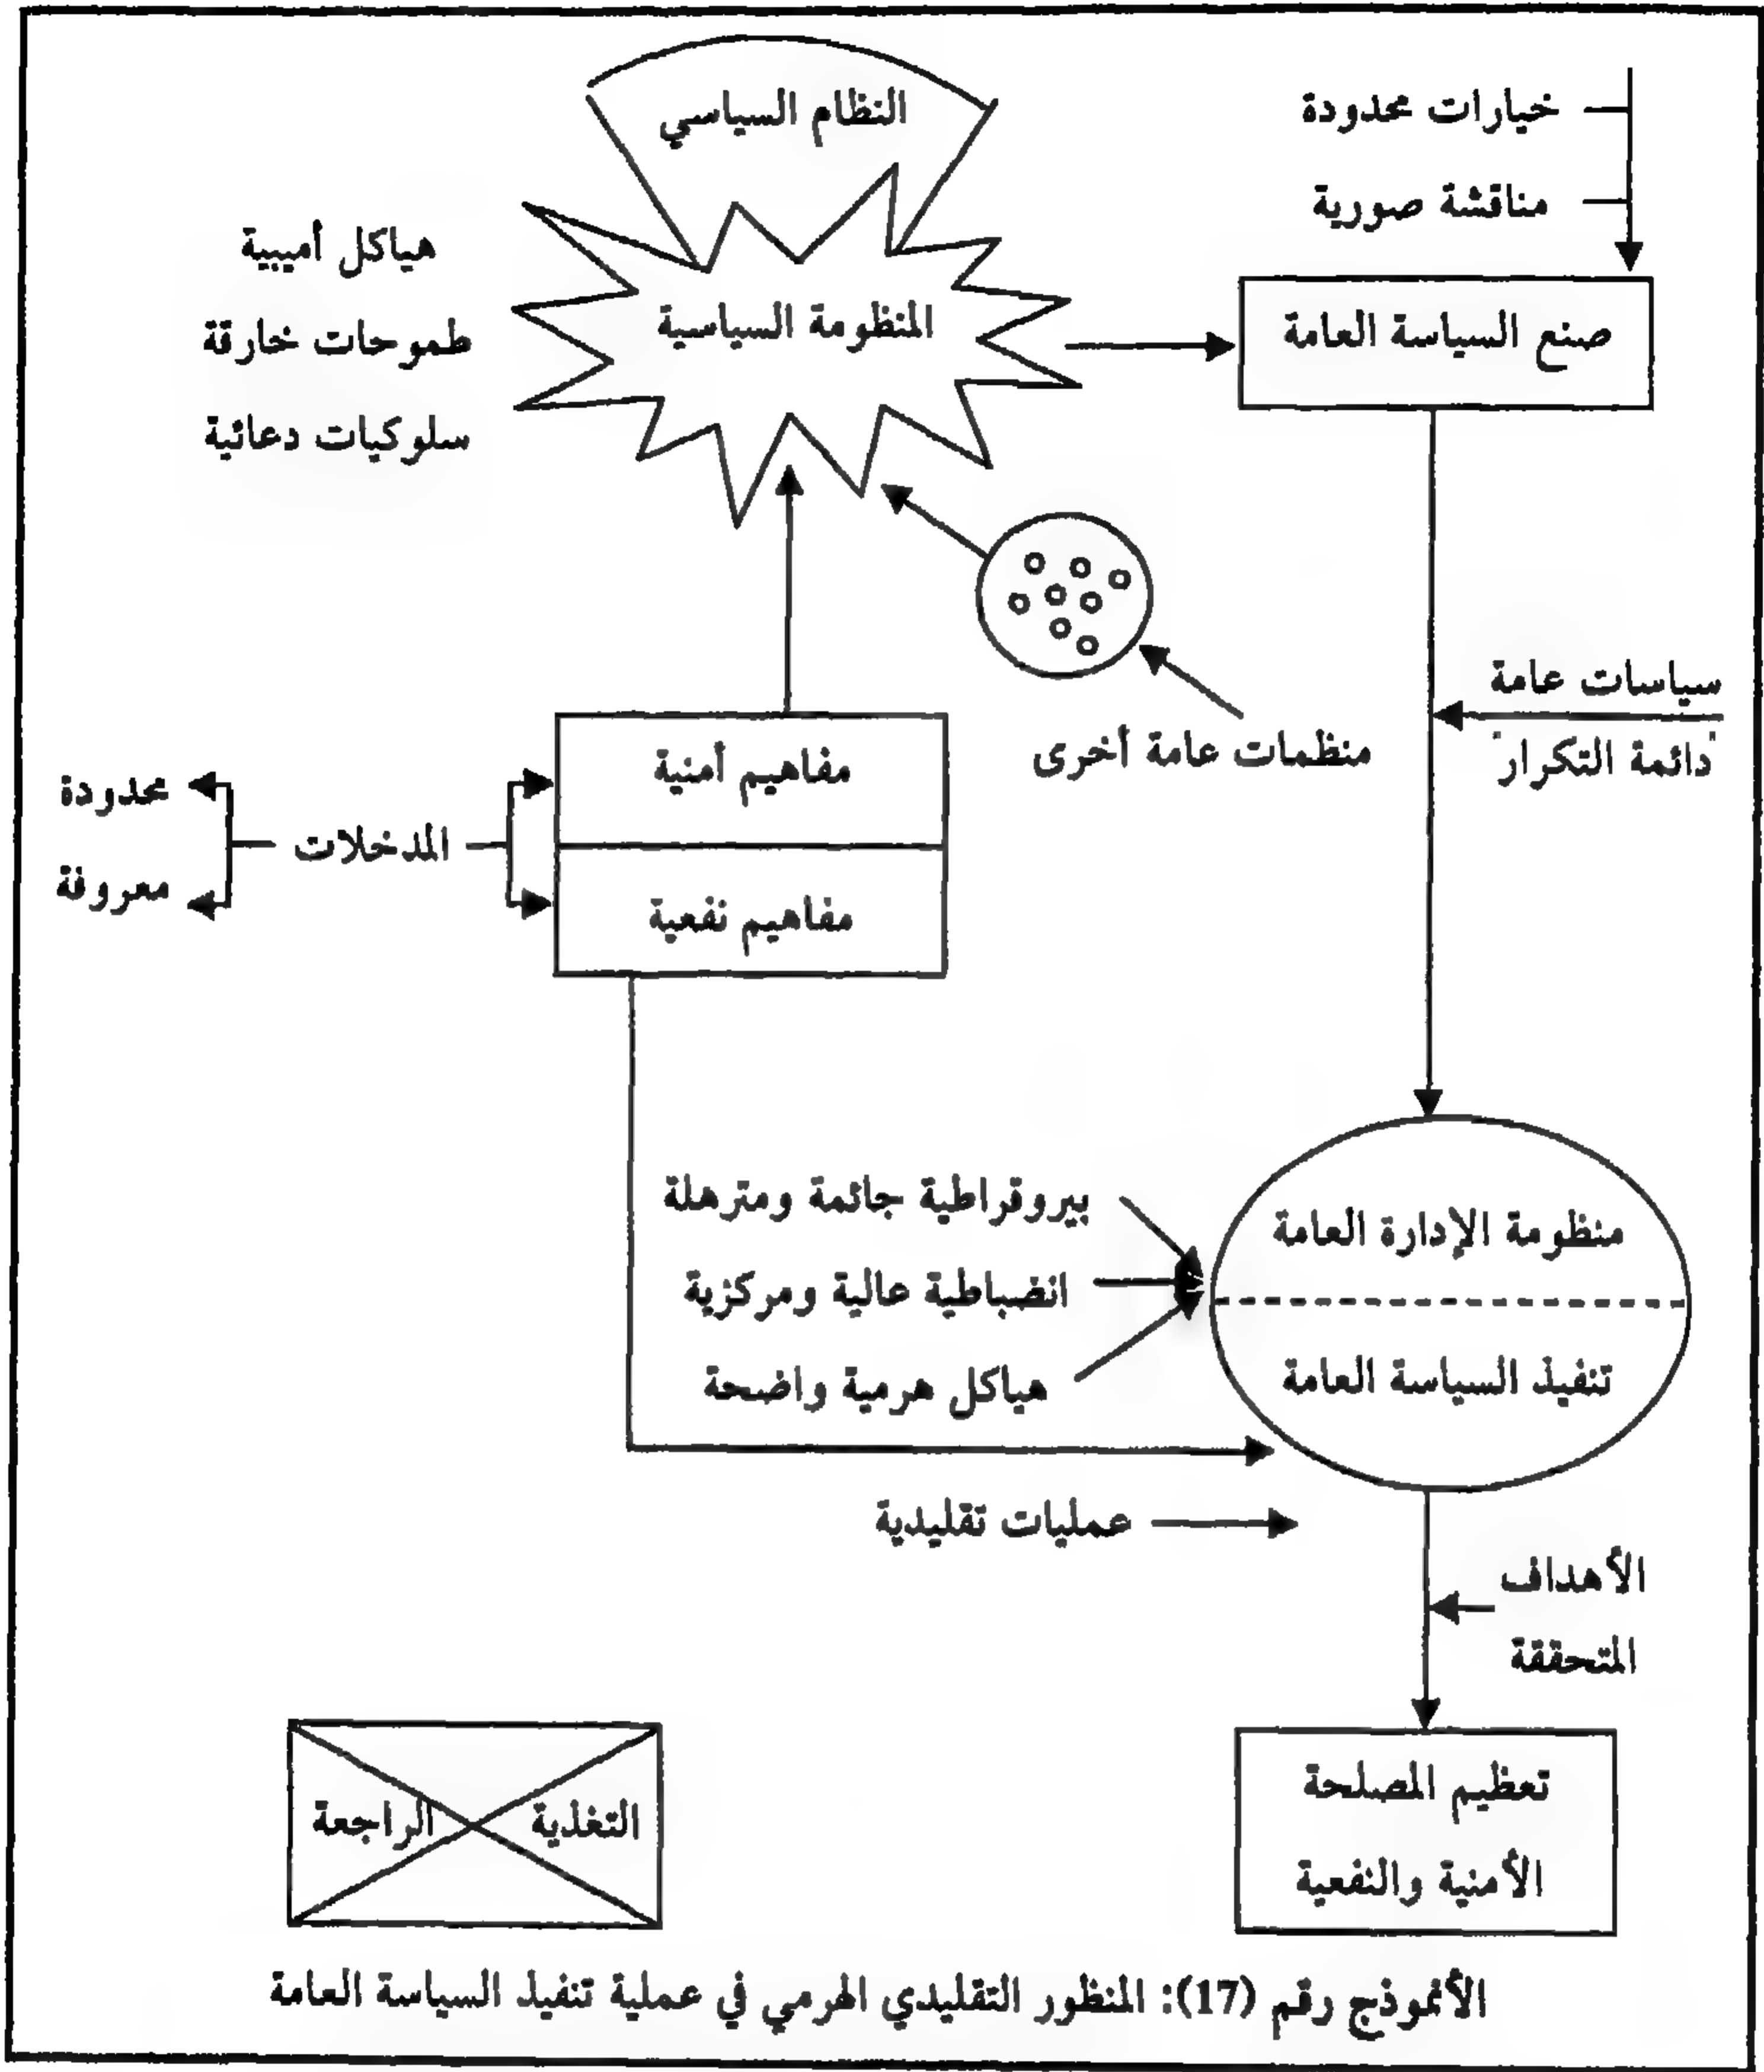 النظام السياسي
خيارات محدودة
مناقشة صورية
هياكل أميبية
طموحات خارقة
سلوكيات دعائية
المنظومة السياسية
صنع السياسة العامة
سياسات عامة
"دائمة التكرار"
منظمات عامة أخرى
مفاهيم أمنية
مفاهيم نفعية
المدخلات
محدودة
معروفة
بيروقراطية جائمة ومترهلة
انضباطية عالية ومركزية
هياكل هرمية واضحة
منظومة الإدارة العامة
تنفيذ السياسة العامة
عمليات تقليدية
الأهداف
المتحققة
تعظيم المصلحة
الأمنية والنفعية
التغذية الراجعة
الأنموذج رقم (17): المنظور التقليدي الهرمي في عملية تنفيذ السياسة العامة